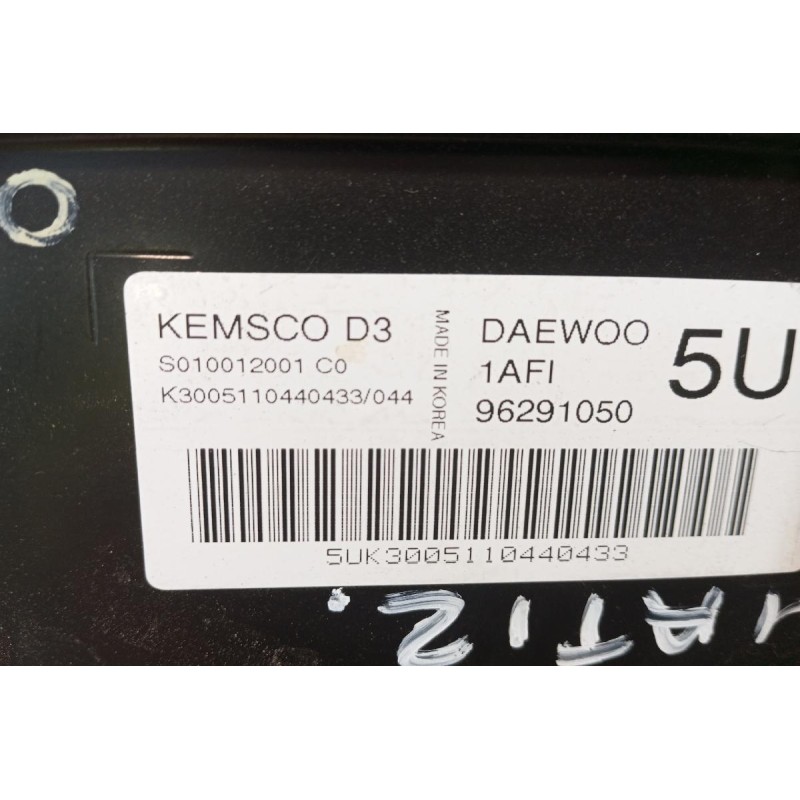 KEMSCO D3
S010012001 C0
K3005110440433/044
MADE IN KOREA
DAEWOO
1AFI
96291050
5U
5UK3005110440433